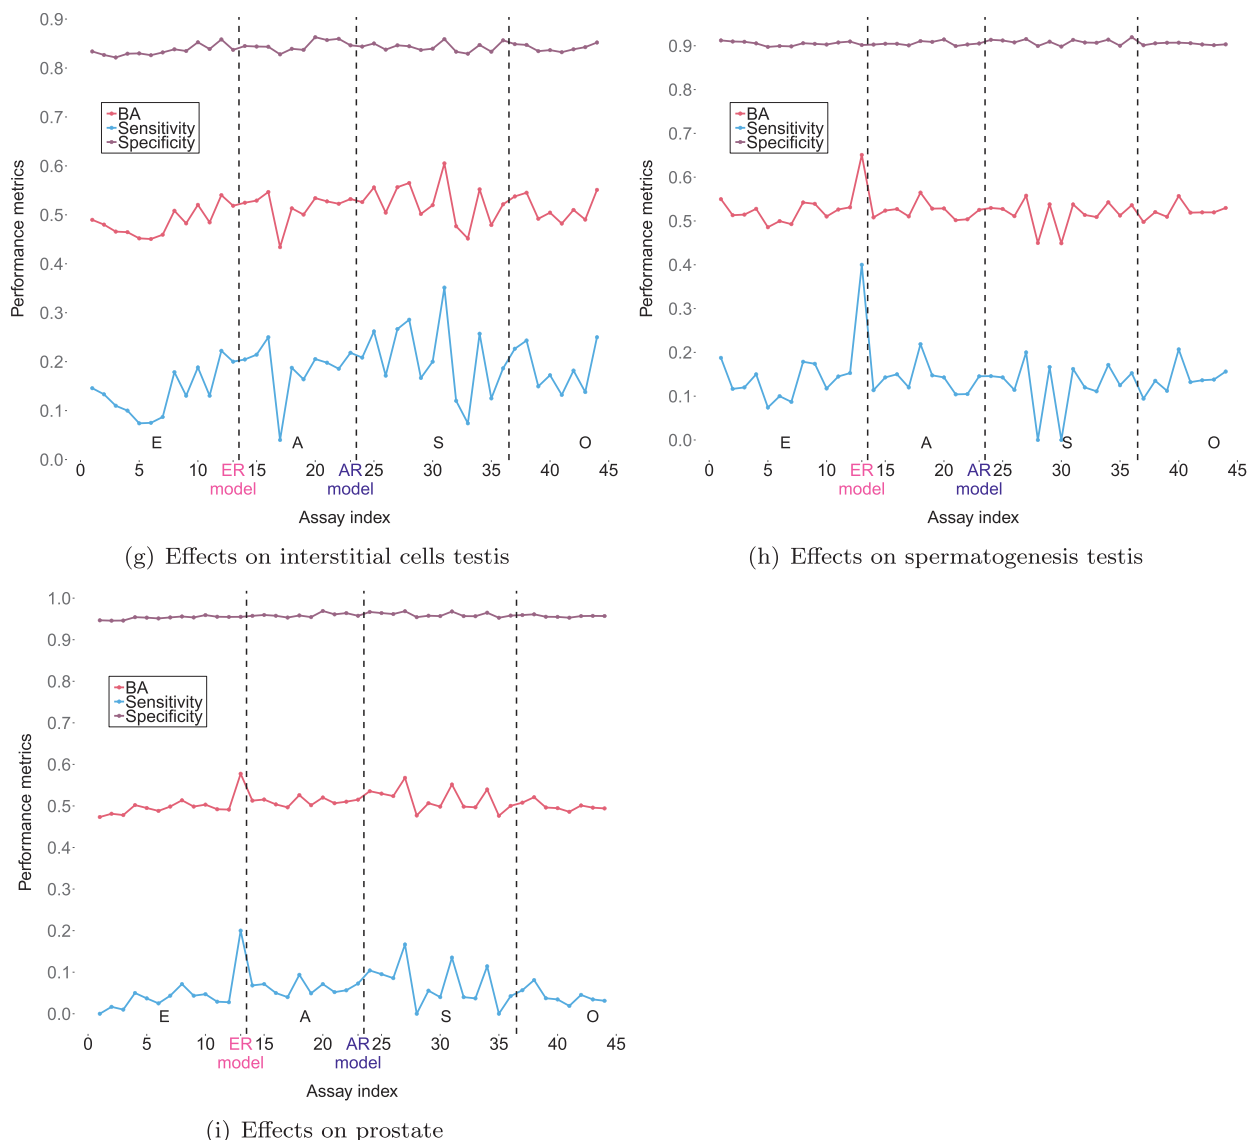 0.9
0.8
0.7
0.6
0.5
0.4
0.3
0.2
0.1
0.0
Performance metrics
BA
Sensitivity
Specificity
E A S O
0 5 10 ER 15 20 AR 25 30 35 40 45
model model
Assay index
(g) Effects on interstitial cells testis
0.9
0.8
0.7
0.6
0.5
0.4
0.3
0.2
0.1
0.0
Performance metrics
BA
Sensitivity
Specificity
E A S O
0 5 10 ER 15 20 AR 25 30 35 40 45
model model
Assay index
(h) Effects on spermatogenesis testis
1.0
0.9
0.8
0.7
0.6
0.5
0.4
0.3
0.2
0.1
0.0
Performance metrics
BA
Sensitivity
Specificity
E A S O
0 5 10 ER 15 20 AR 25 30 35 40 45
model model
Assay index
(i) Effects on prostate